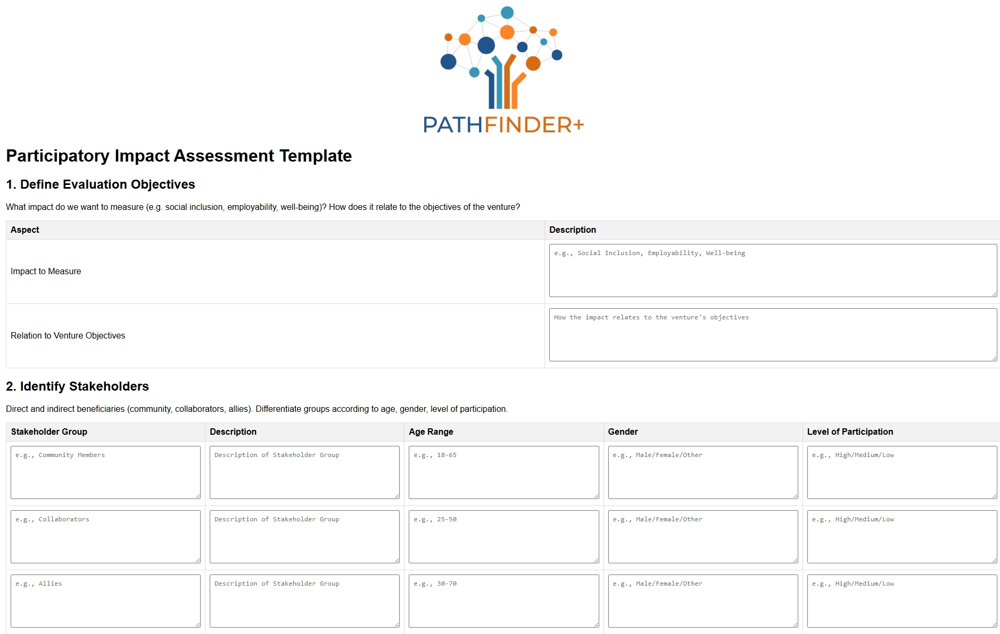 PATHFINDER+
Participatory Impact Assessment Template
1. Define Evaluation Objectives
What impact do we want to measure (e.g. social inclusion, employability, well-being)? How does it relate to the objectives of the venture?
Aspect Description
Impact to Measure e.g., Social Inclusion, Employability, Well-being
Relation to Venture Objectives How the impact relates to the venture's objectives
2. Identify Stakeholders
Direct and indirect beneficiaries (community, collaborators, allies). Differentiate groups according to age, gender, level of participation.
Stakeholder Group Description Age Range Gender Level of Participation
e.g., Community Members Description of Stakeholder Group e.g., 18-65 e.g., Male/Female/Other e.g., High/Medium/Low
e.g., Collaborators Description of Stakeholder Group e.g., 25-50 e.g., Male/Female/Other e.g., High/Medium/Low
e.g., Allies Description of Stakeholder Group e.g., 30-70 e.g., Male/Female/Other e.g., High/Medium/Low